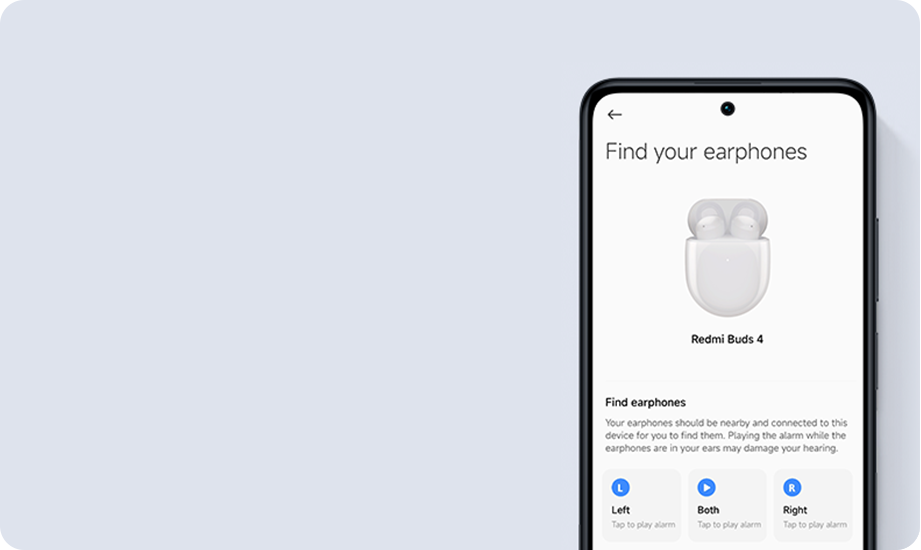 Find your earphones
Redmi Buds 4
Find earphones
Your earphones should be nearby and connected to this
device for you to find them. Playing the alarm while the
earphones are in your ears may damage your hearing.
L
Left
Tap to play alarm
Both
Tap to play alarm
R
Right
Tap to play alarm